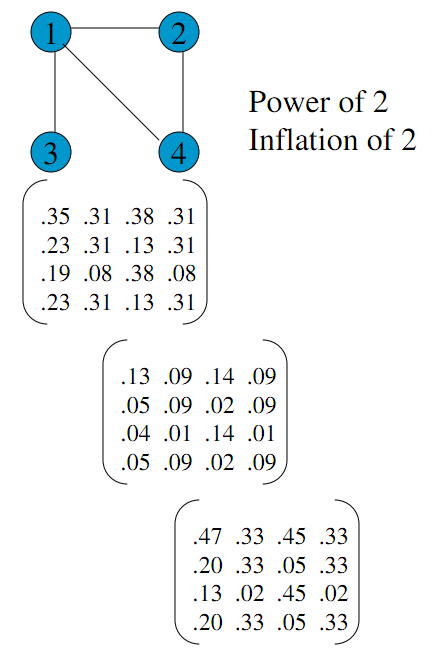 1 2
Power of 2
Inflation of 2
3 4
.35 .31 .38 .31
.23 .31 .13 .31
.19 .08 .38 .08
.23 .31 .13 .31
.13 .09 .14 .09
.05 .09 .02 .09
.04 .01 .14 .01
.05 .09 .02 .09
.47 .33 .45 .33
.20 .33 .05 .33
.13 .02 .45 .02
.20 .33 .05 .33